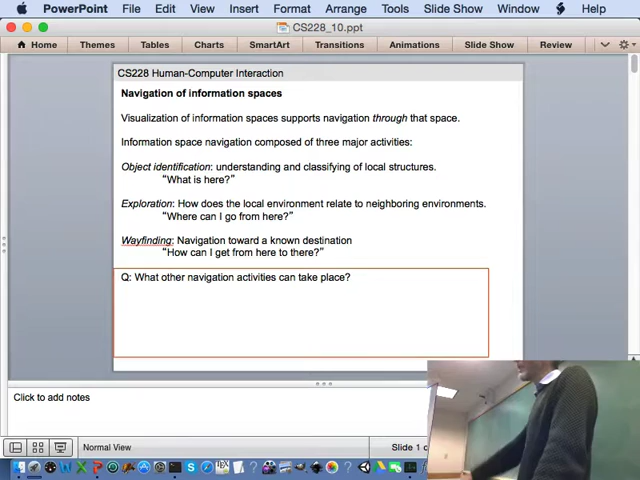 PowerPoint File Edit View Insert Format Arrange Tools Slide Show Window Help
CS228_10.ppt
Home Themes Tables Charts SmartArt Transitions Animations Slide Show Review
CS228 Human-Computer Interaction
Navigation of information spaces
Visualization of information spaces supports navigation through that space.
Information space navigation composed of three major activities:
Object identification: understanding and classifying of local structures.
“What is here?”
Exploration: How does the local environment relate to neighboring environments.
“Where can I go from here?”
Wayfinding: Navigation toward a known destination
“How can I get from here to there?”
Q: What other navigation activities can take place?
Click to add notes
Normal View
Slide 1 o